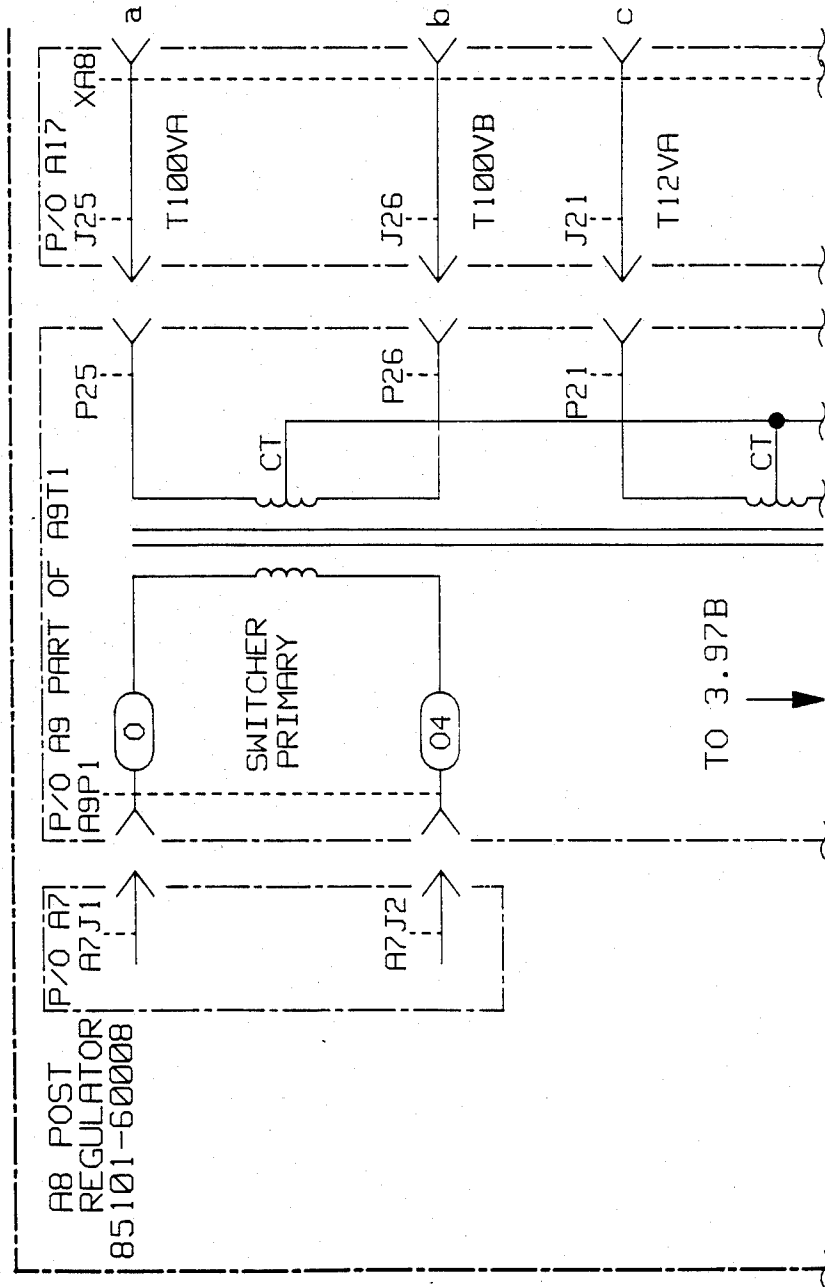 A8 POST
REGULATOR
85101-60008
P/O A7
A7J1
A7J2
P/O A9 PART OF A9T1
A9P1
0
04
SWITCHER
PRIMARY
CT
CT
P25
P26
P21
P/O A17
J25
XA8
J26
J21
T100VA
T100VB
T12VA
a
b
c
TO 3.97B